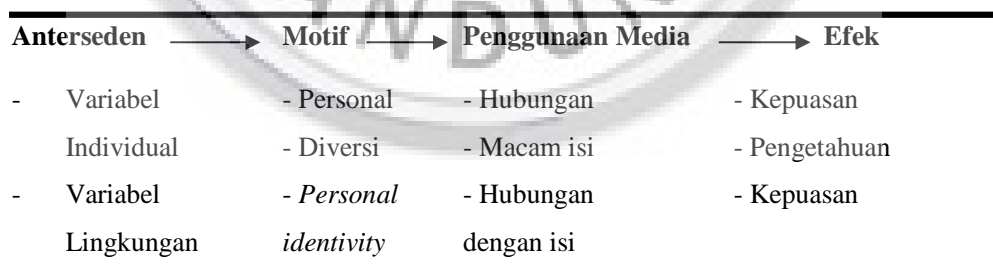 Anterseden Motif Penggunaan Media Efek
- Variabel - Personal - Hubungan - Kepuasan
Individual - Diversi - Macam isi - Pengetahuan
- Variabel - Personal - Hubungan - Kepuasan
Lingkungan identivity dengan isi